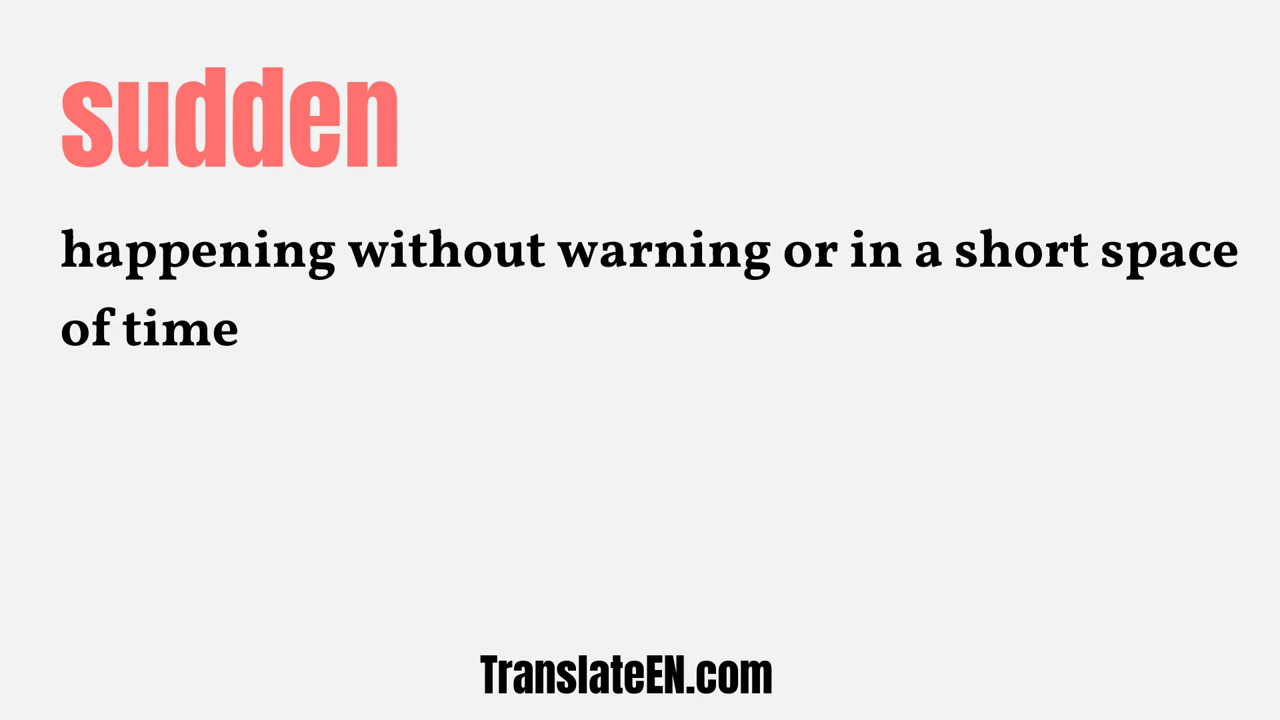 sudden
happening without warning or in a short space
of time
TranslateEN.com